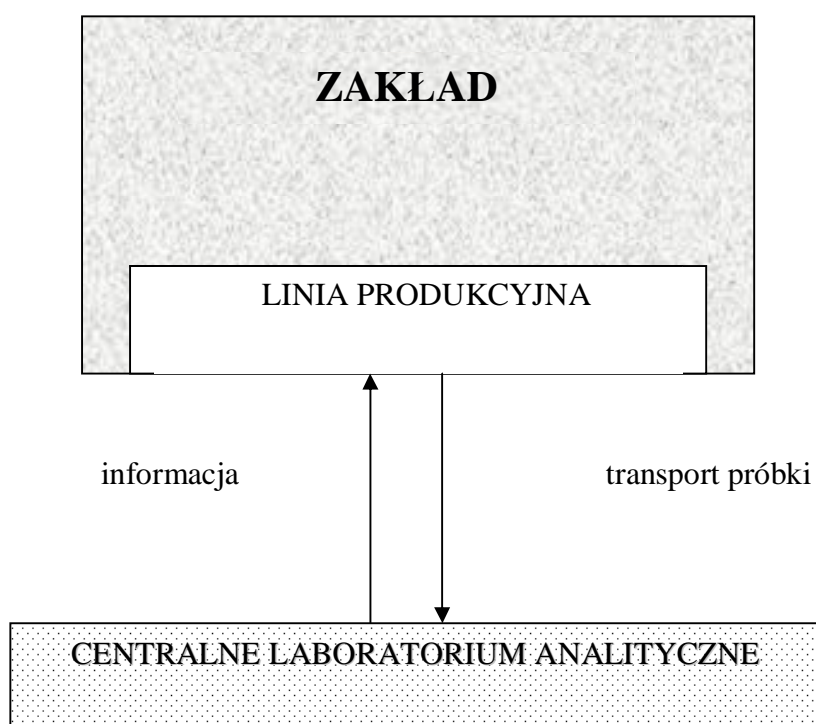 ZAKŁAD
LINIA PRODUKCYJNA
informacja
transport próbki
CENTRALNE LABORATORIUM ANALITYCZNE